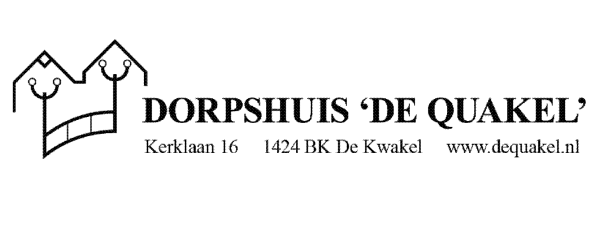 DORPSHUIS ‘DE QUAKEL’
Kerklaan 16 1424 BK De Kwakel www.dequakel.nl